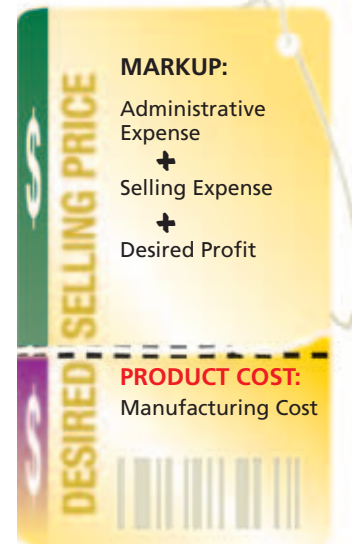 MARKUP:
Administrative
Expense
+
Selling Expense
+
Desired Profit
PRODUCT COST:
Manufacturing Cost
DESIRED SELLING PRICE
$
$